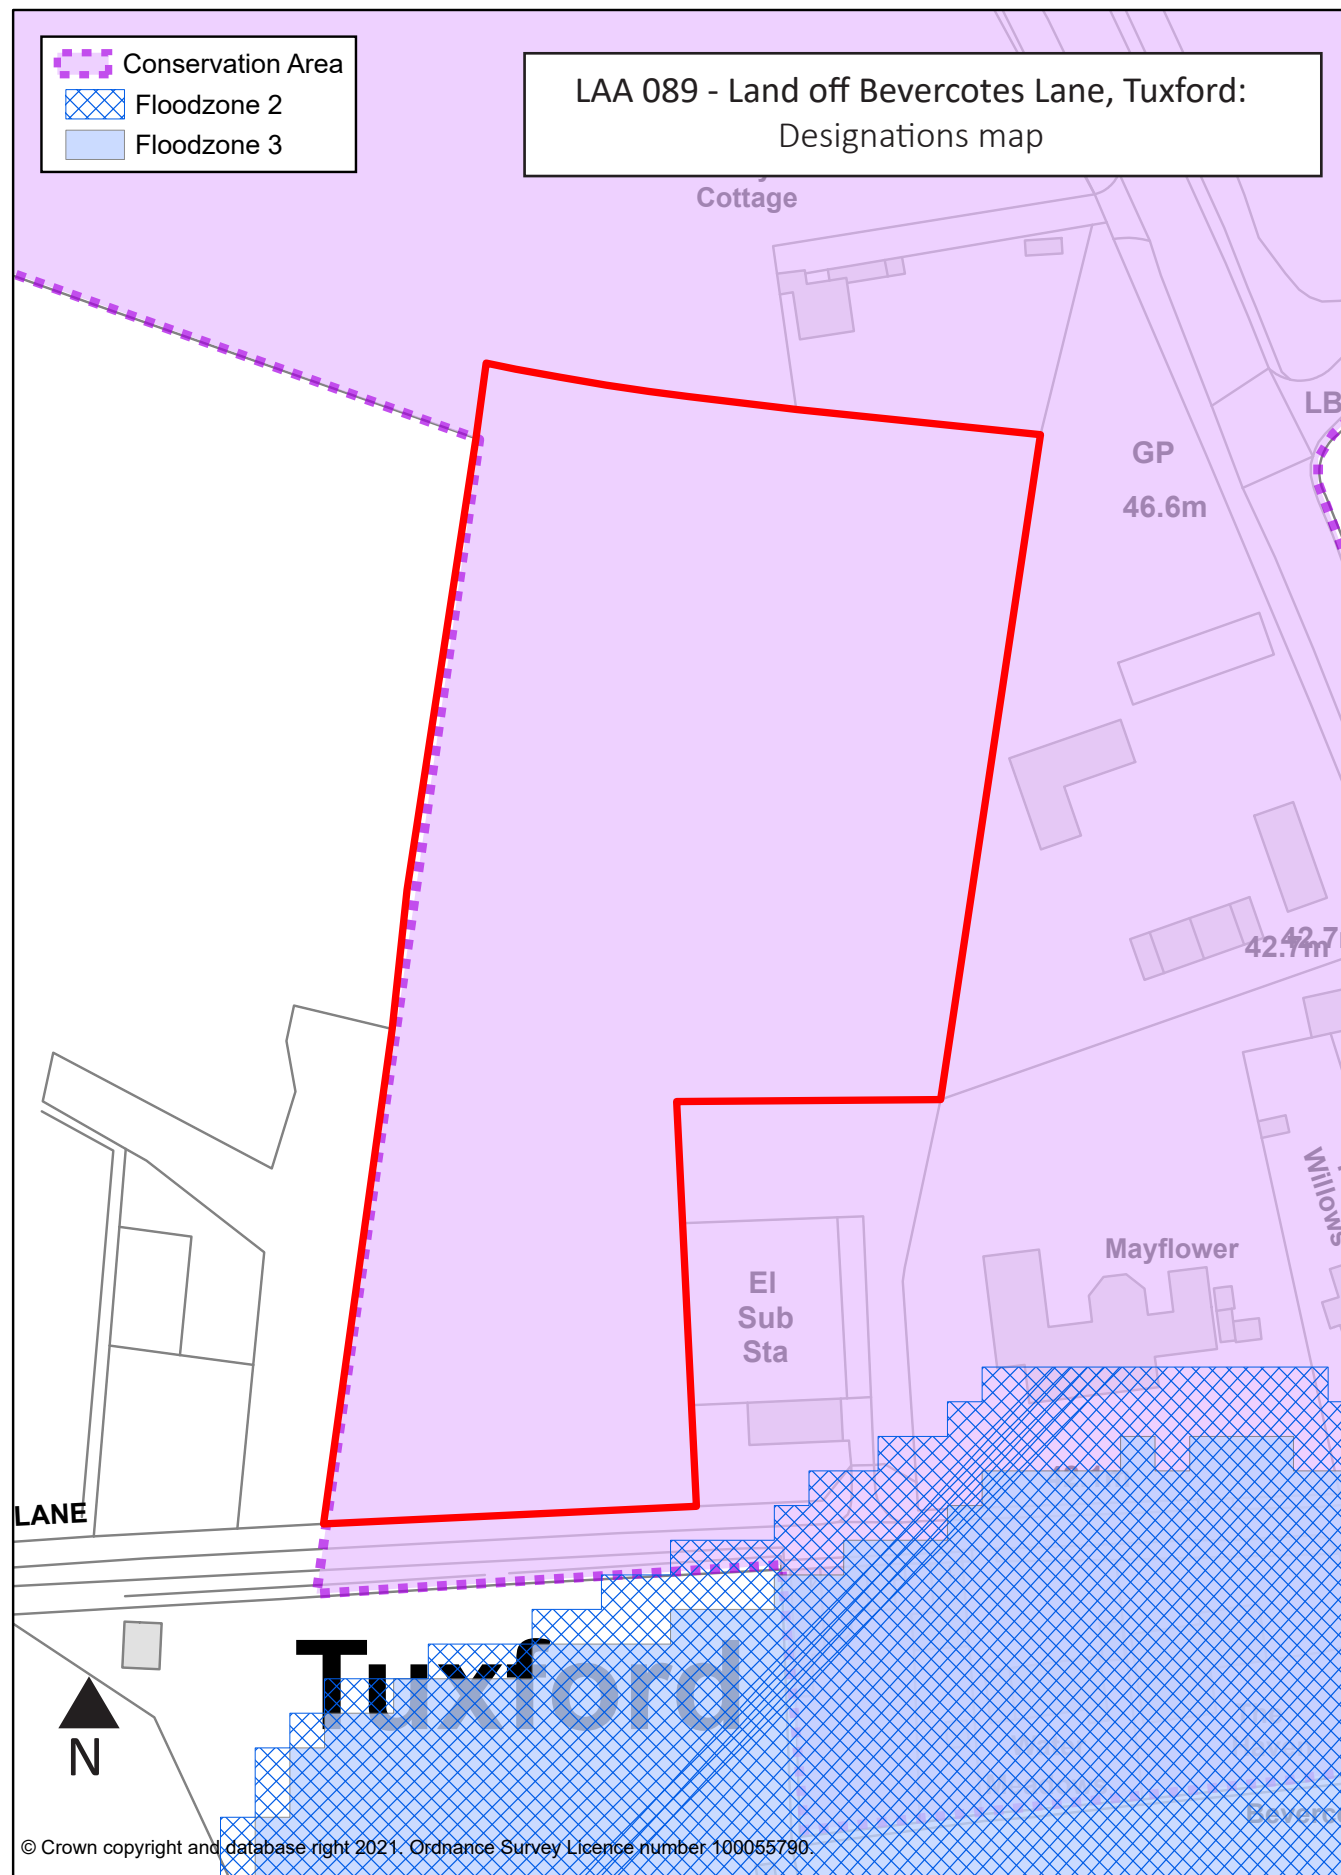 Conservation Area
Floodzone 2
Floodzone 3
LAA 089 - Land off Bevercotes Lane, Tuxford:
Designations map
Cottage
LB
GP
46.6m
42.7m
Willows
Mayflower
El
Sub
Sta
LANE
Tuxford
N
© Crown copyright and database right 2021. Ordnance Survey Licence number 100055790.